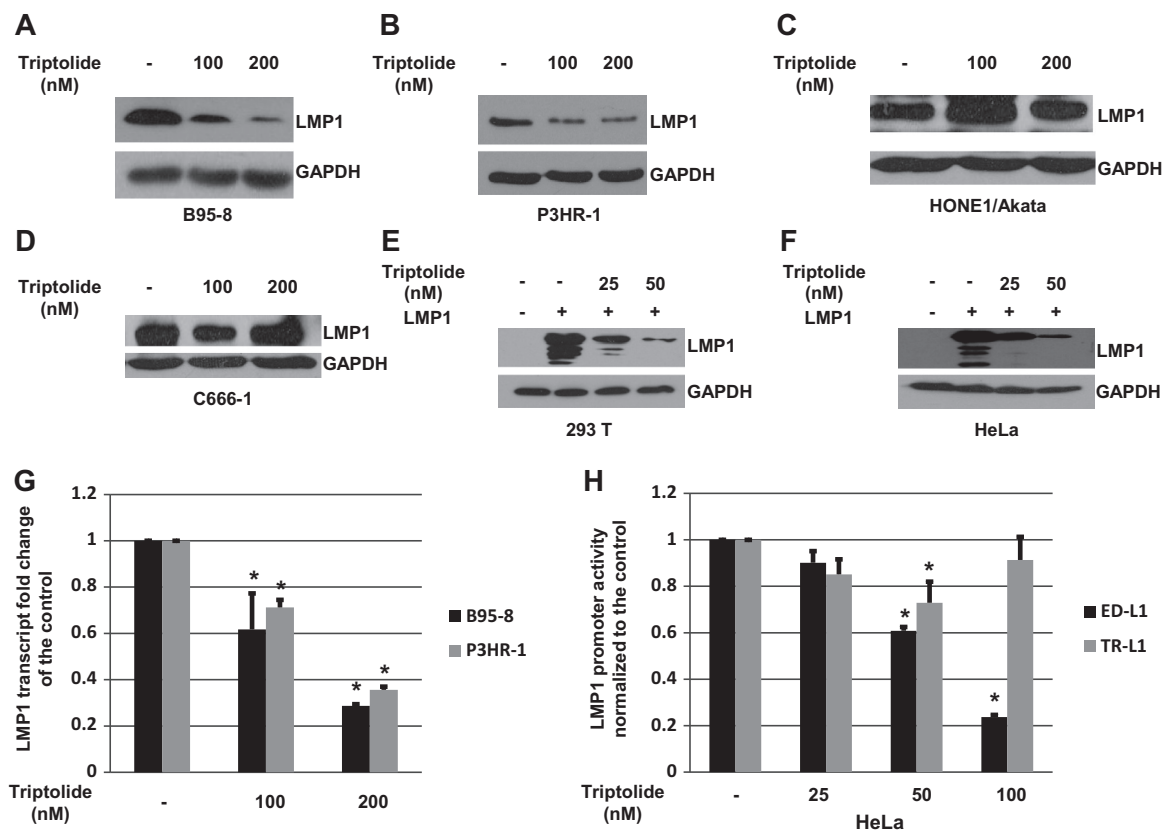 A
Triptolide
(nM)
- 100 200
LMP1
GAPDH
B95-8
B
Triptolide
(nM)
- 100 200
LMP1
GAPDH
P3HR-1
C
Triptolide
(nM)
- 100 200
LMP1
GAPDH
HONE1/Akata
D
Triptolide
(nM)
- 100 200
LMP1
GAPDH
C666-1
E
Triptolide
(nM)
- - 25 50
LMP1 - + + +
LMP1
GAPDH
293 T
F
Triptolide
(nM)
- - 25 50
LMP1 - + + +
LMP1
GAPDH
HeLa
G
LMP1 transcript fold change
of the control
1.2
1
0.8
0.6
0.4
0.2
0
* *
* *
B95-8
P3HR-1
Triptolide
(nM)
- 100 200
H
LMP1 promoter activity
normalized to the control
1.2
1
0.8
0.6
0.4
0.2
0
* *
*
ED-L1
TR-L1
Triptolide
(nM)
- 25 50 100
HeLa